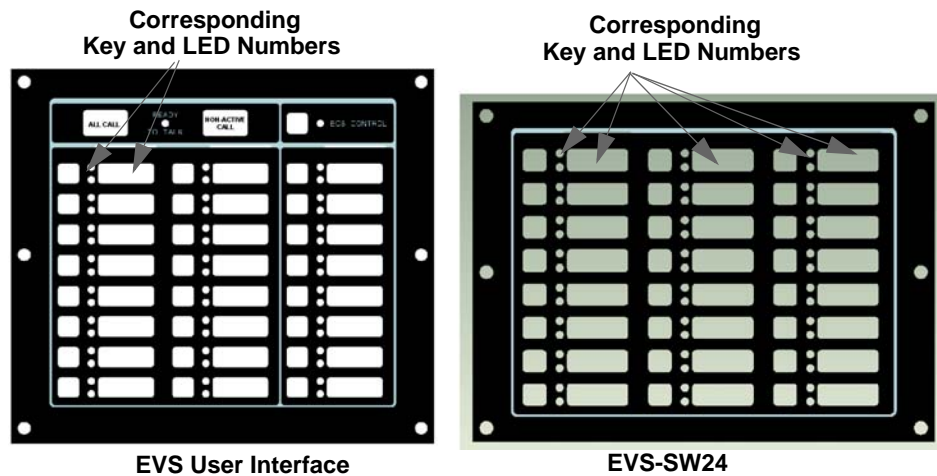 Corresponding
Key and LED Numbers
Corresponding
Key and LED Numbers
ALL CALL
READY
TO TALK
NON-ACTIVE
CALL
ECS CONTROL
EVS User Interface
EVS-SW24